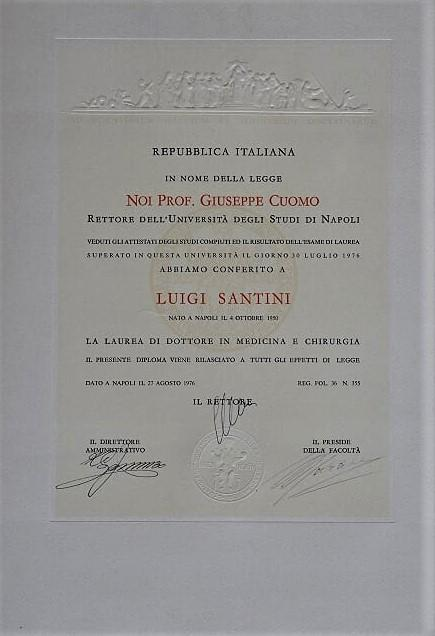 REPUBBLICA ITALIANA
IN NOME DELLA LEGGE
NOI PROF. GIUSEPPE CUOMO
RETTORE DELL'UNIVERSITÀ DEGLI STUDI DI NAPOLI
VEDUTI GLI ATTESTATI DEGLI STUDI COMPIUTI ED IL RISULTATO DELL'ESAME DI LAUREA
SUPERATO IN QUESTA UNIVERSITÀ IL GIORNO 30 LUGLIO 1976
ABBIAMO CONFERITO A
LUIGI SANTINI
NATO A NAPOLI IL 4 OTTOBRE 1950
LA LAUREA DI DOTTORE IN MEDICINA E CHIRURGIA
IL PRESENTE DIPLOMA VIENE RILASCIATO A TUTTI GLI EFFETTI DI LEGGE
DATO A NAPOLI IL 27 AGOSTO 1976 REG. FOL. 36 N. 355
IL RETTORE
IL DIRETTORE
AMMINISTRATIVO
IL PRESIDE
DELLA FACOLTÀ